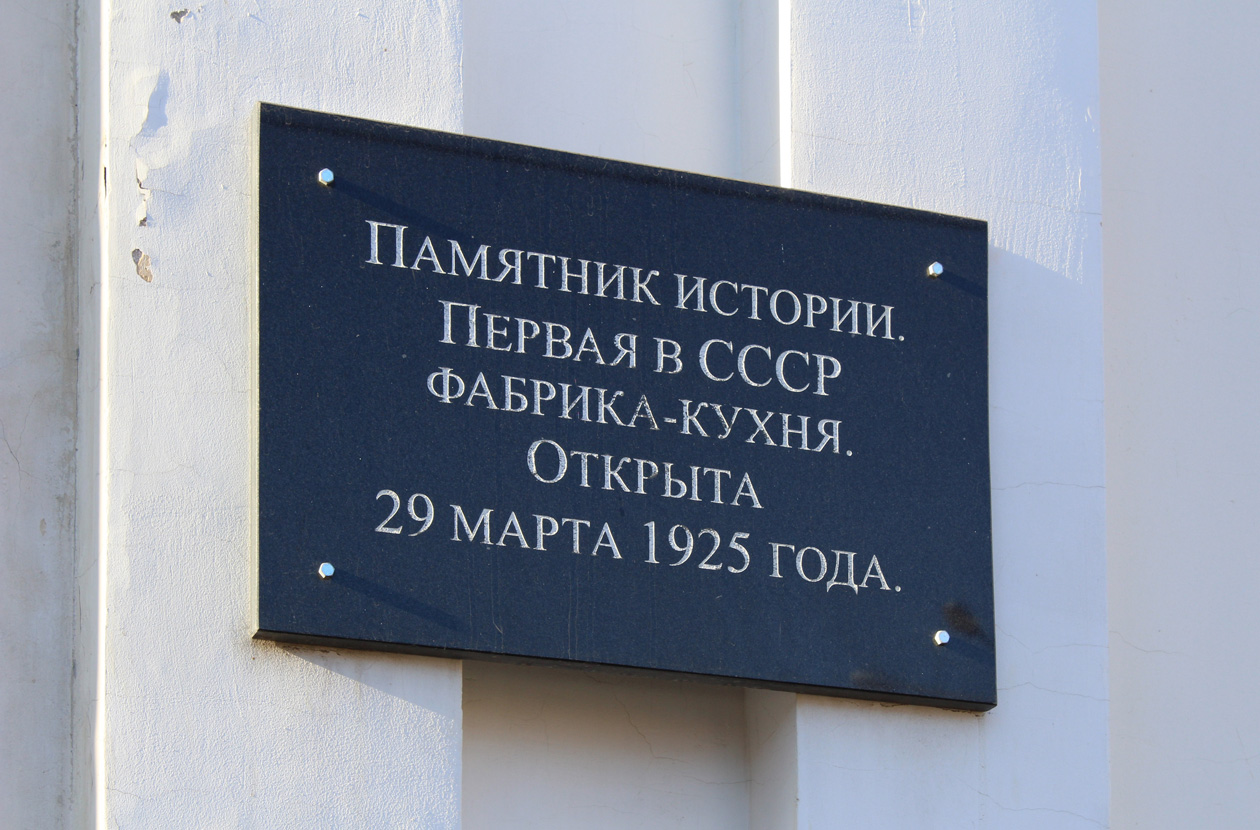 Памятник истории.
Первая в СССР
фабрика-кухня.
Открыта
29 марта 1925 года.